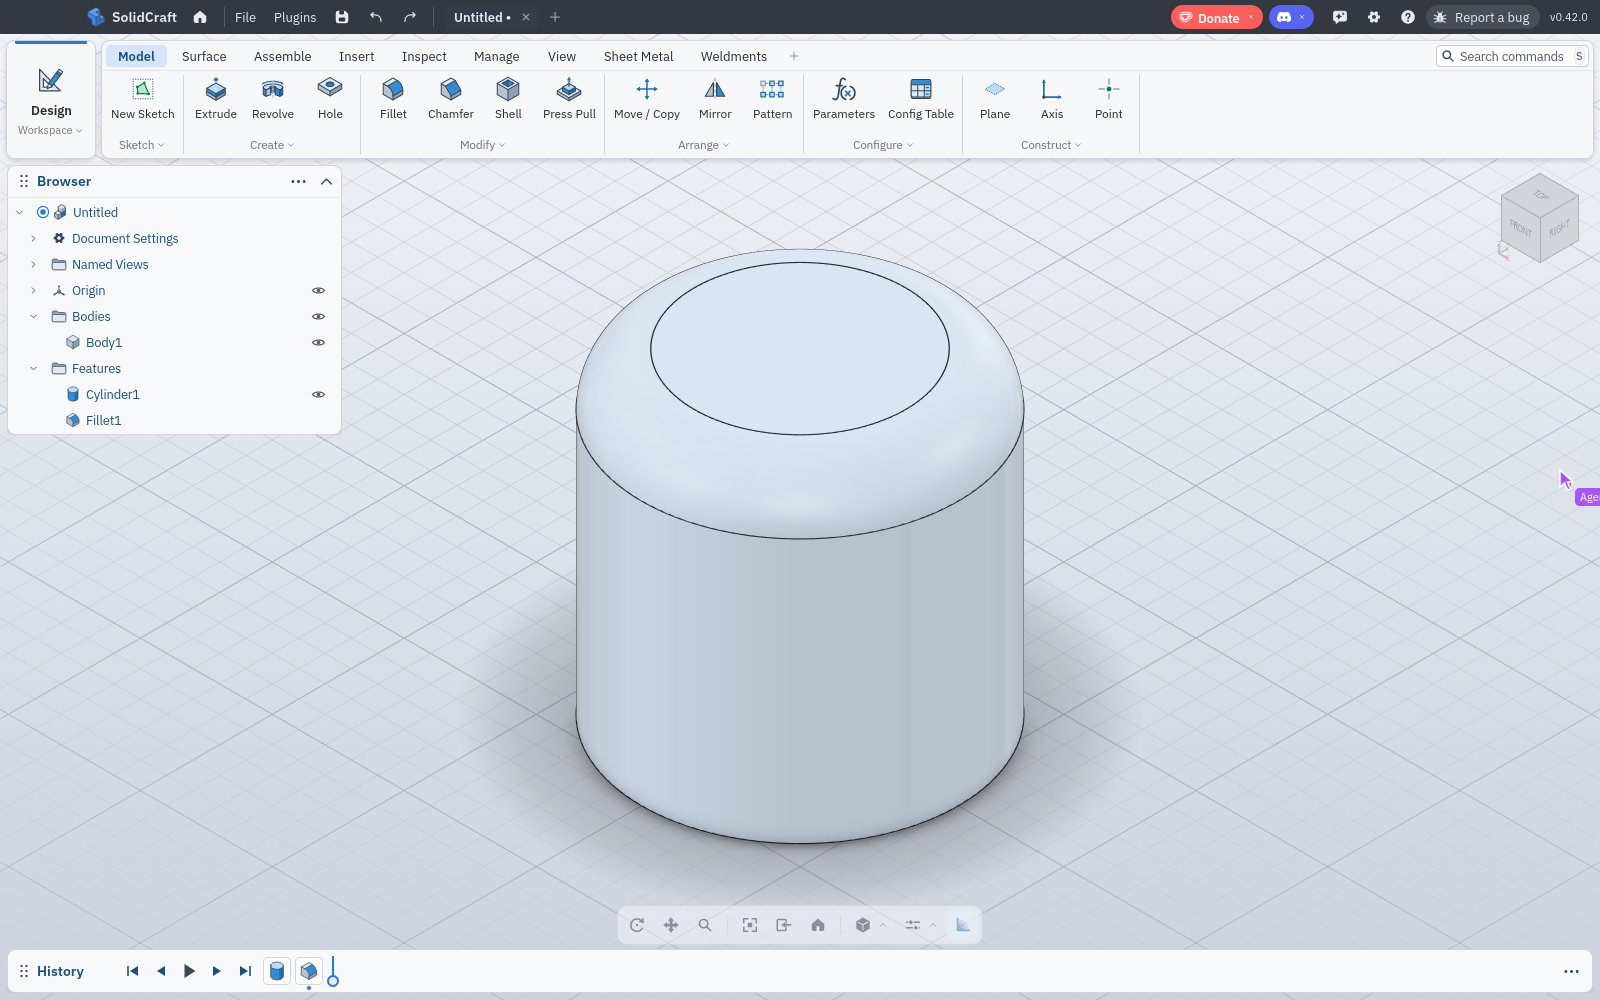 SolidCraft
File
Plugins
Untitled •
Donate
Report a bug
v0.42.0
Design
Workspace
Model
Surface
Assemble
Insert
Inspect
Manage
View
Sheet Metal
Weldments
Search commands
S
New Sketch
Extrude
Revolve
Hole
Fillet
Chamfer
Shell
Press Pull
Move / Copy
Mirror
Pattern
Parameters
Config Table
Plane
Axis
Point
Sketch
Create
Modify
Arrange
Configure
Construct
Browser
Untitled
Document Settings
Named Views
Origin
Bodies
Body1
Features
Cylinder1
Fillet1
TOP
FRONT
RIGHT
X
History